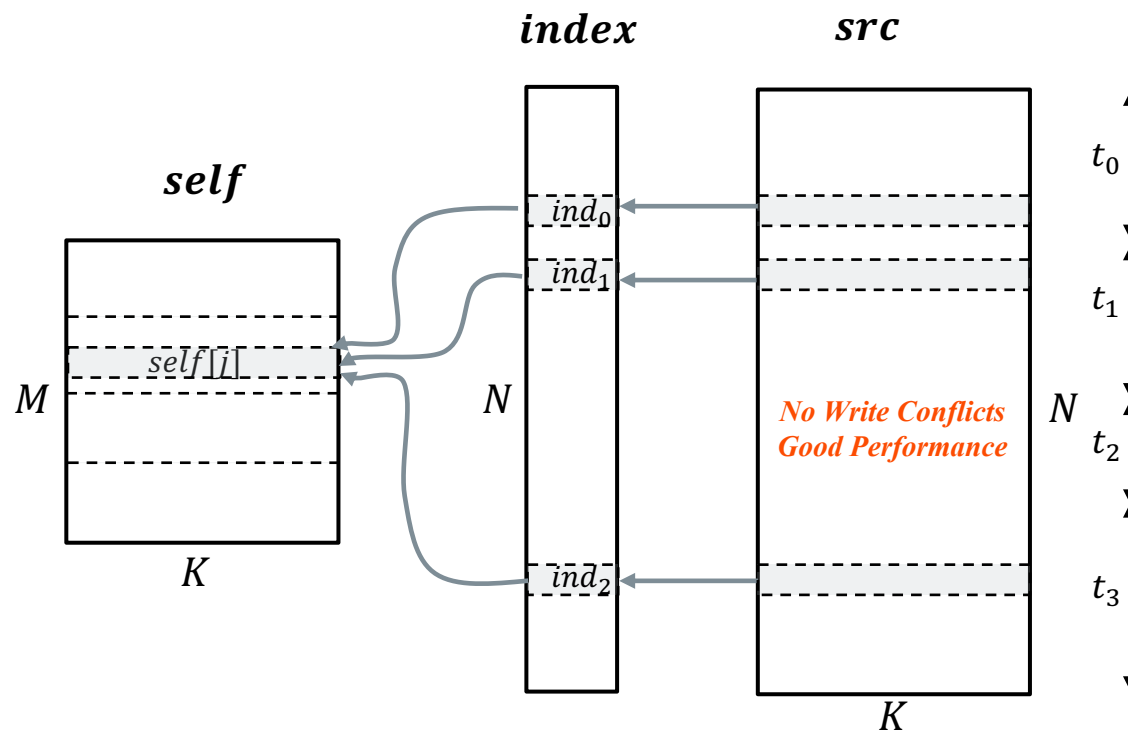 index
src
self
t₀
ind₀
ind₁
t₁
self[j]
M
N
No Write Conflicts
Good Performance
N
t₂
K
ind₂
t₃
K